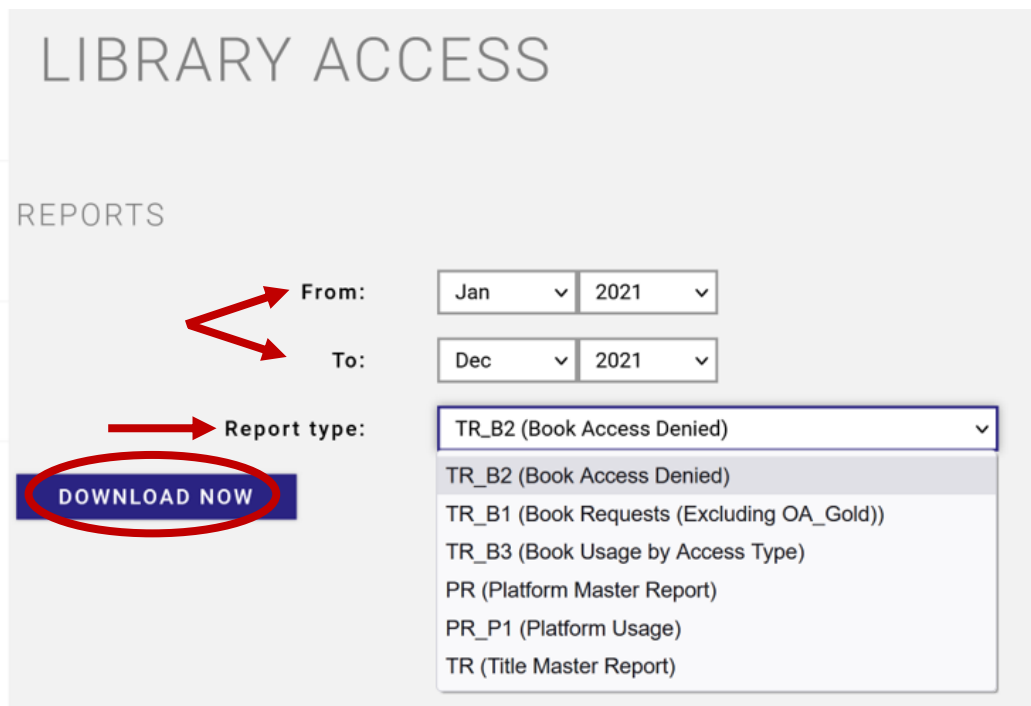 LIBRARY ACCESS
REPORTS
From: Jan 2021
To: Dec 2021
Report type: TR_B2 (Book Access Denied)
DOWNLOAD NOW
TR_B2 (Book Access Denied)
TR_B1 (Book Requests (Excluding OA_Gold))
TR_B3 (Book Usage by Access Type)
PR (Platform Master Report)
PR_P1 (Platform Usage)
TR (Title Master Report)